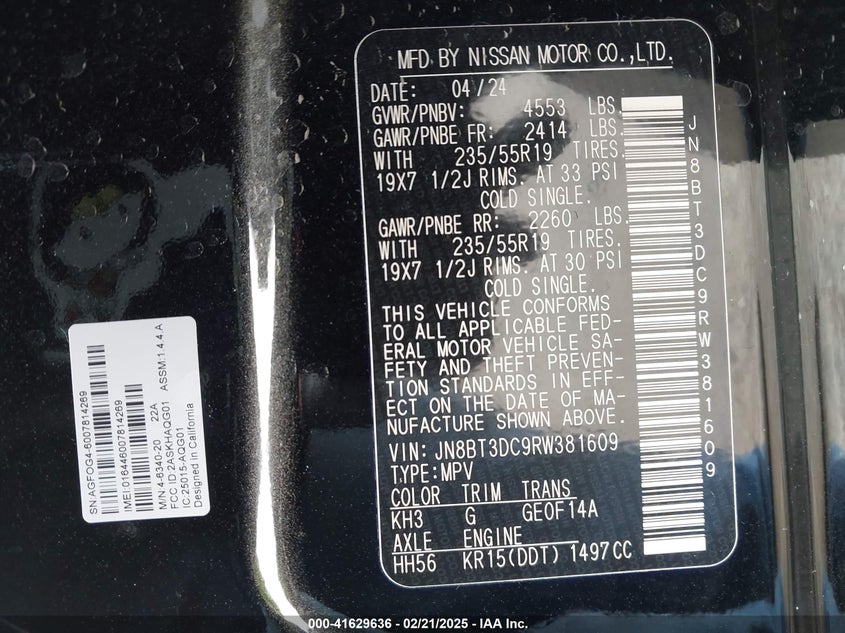 MFD BY NISSAN MOTOR CO.,LTD.
DATE: 04/24
GVWR/PNBV: 4553 LBS.
GAWR/PNBE FR: 2414 LBS.
WITH 235/55R19 TIRES.
19X7 1/2J RIMS. AT 33 PSI
COLD SINGLE.
GAWR/PNBE RR: 2260 LBS.
WITH 235/55R19 TIRES.
19X7 1/2J RIMS. AT 30 PSI
COLD SINGLE.
THIS VEHICLE CONFORMS
TO ALL APPLICABLE FED-
ERAL MOTOR VEHICLE SA-
FETY AND THEFT PREVEN-
TION STANDARDS IN EFF-
ECT ON THE DATE OF MA-
NUFACTURE SHOWN ABOVE.
VIN: JN8BT3DC9RW381609
TYPE:MPV
COLOR TRIM TRANS
KH3 G GE0F14A
AXLE ENGINE
HH56 KR15(DDT) 1497CC
JN8BT3DC9RW381609
SN:AGFOG4-6007814269
IMEI:016446007814269
M/N:4-6340-20 22A ASSM:1.4.4.A
FCC ID:2ASKHAQG01
IC:25015-AQG01
Designed in California
000-41629636 - 02/21/2025 - IAA Inc.